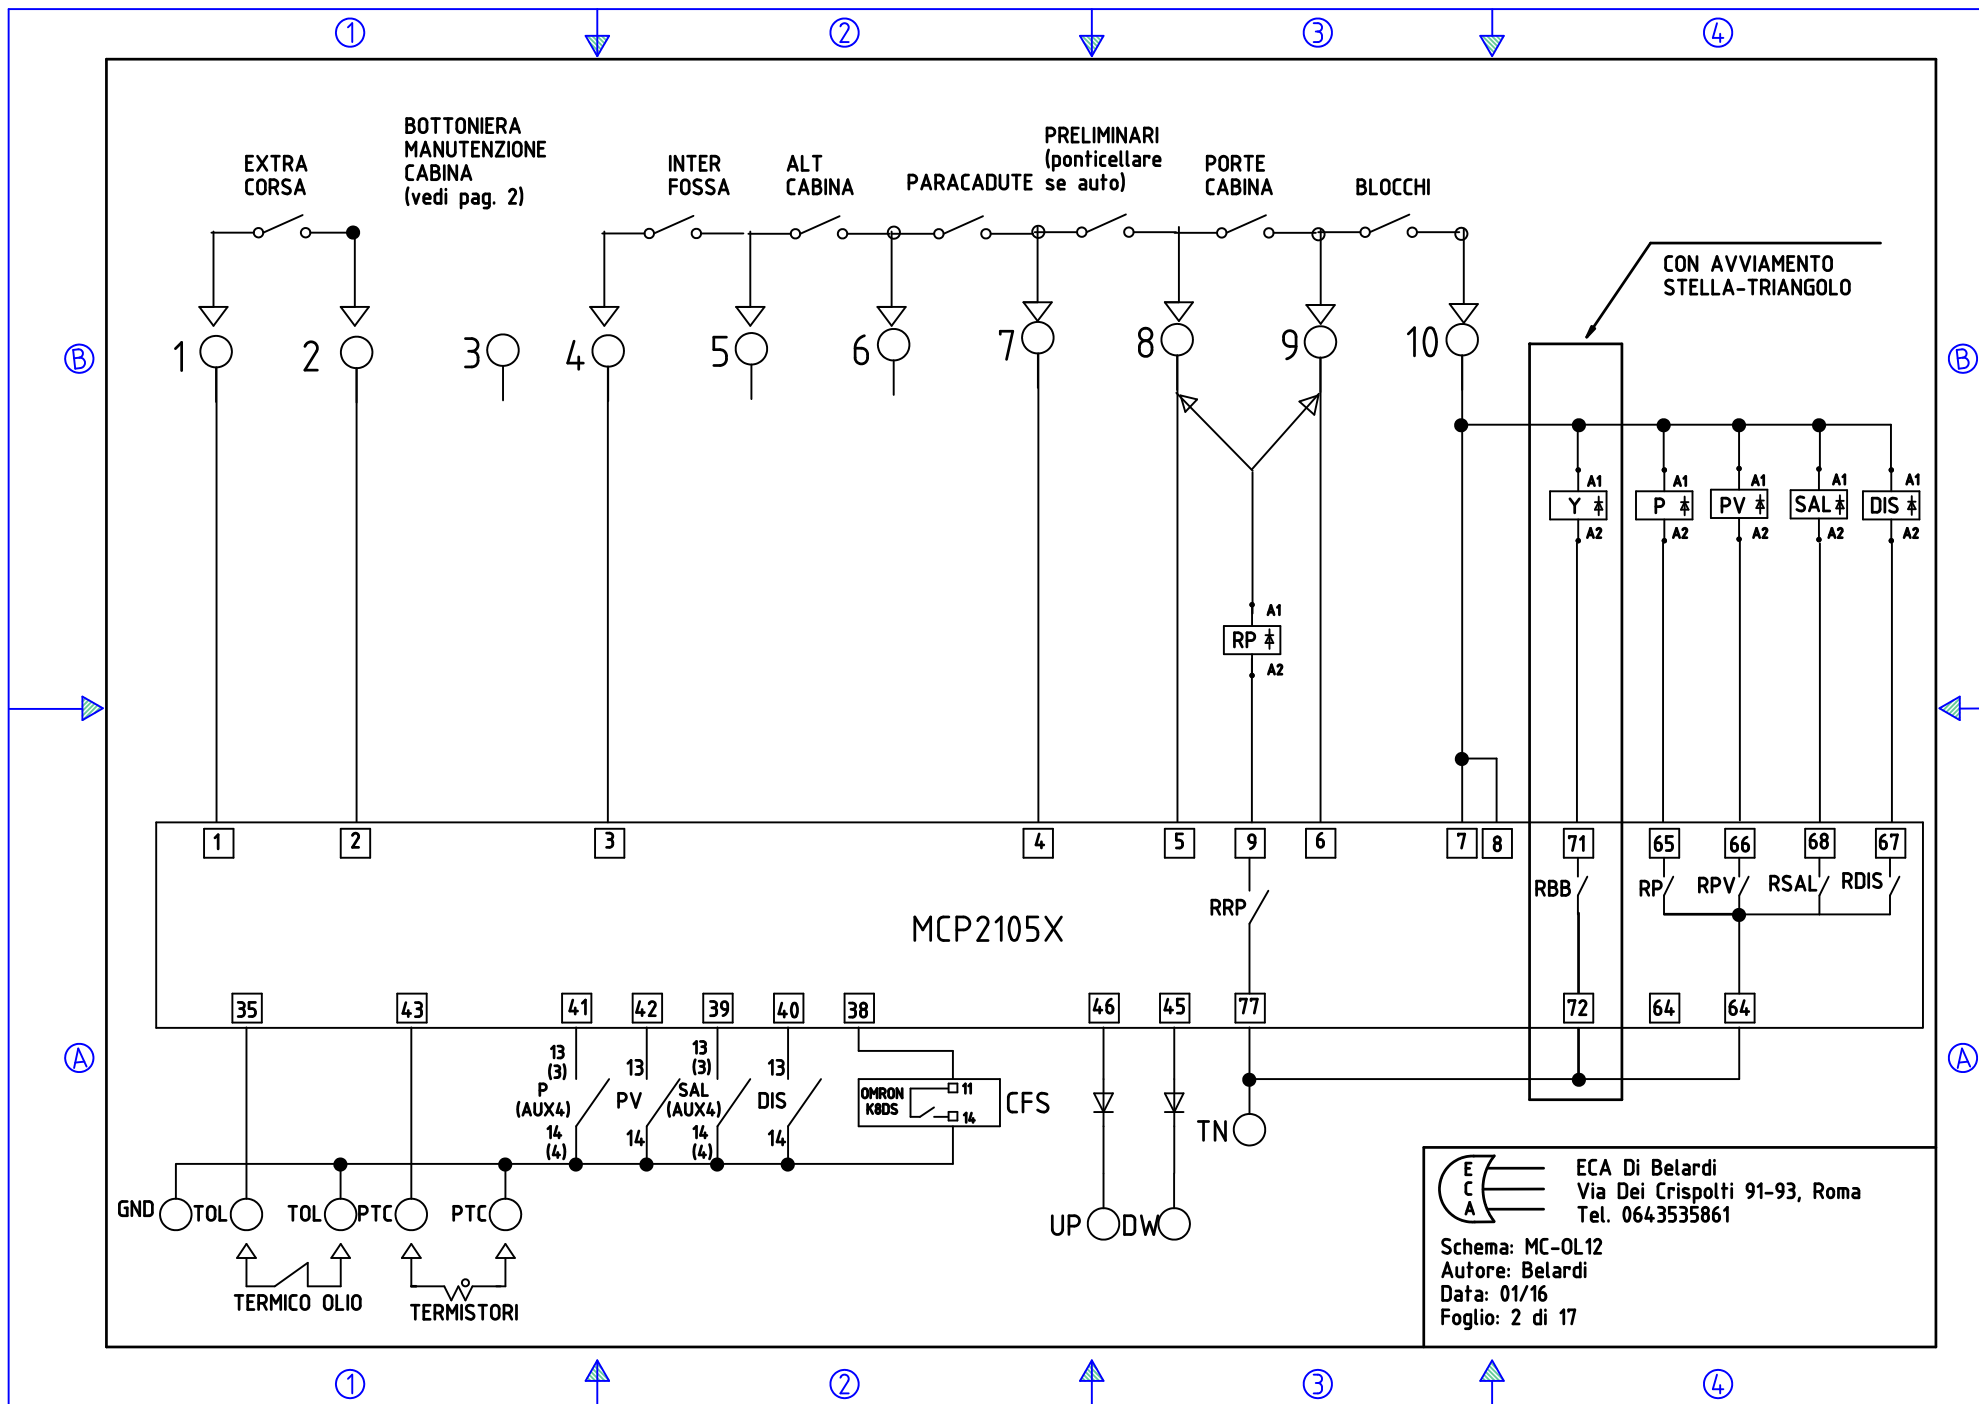 1 2 3 4
EXTRA
CORSA
BOTTONIERA
MANUTENZIONE
CABINA
(vedi pag. 2)
INTER
FOSSA
ALT
CABINA
PARACADUTE
PRELIMINARI
(ponticellare
se auto)
PORTE
CABINA
BLOCCHI
CON AVVIAMENTO
STELLA-TRIANGOLO
B 1 2 3 4 5 6 7 8 9 10 B
A1 A1 A1 A1 A1
Y P PV SAL DIS
A2 A2 A2 A2 A2
A1
RP
A2
1 2 3 4 5 9 6 7 8 71 65 66 68 67
RRP RBB RP RPV RSAL RDIS
MCP2105X
35 43 41 42 39 40 38 46 45 77 72 64 64
A A
13
(3)
P
(AUX4)
14
(4)
13
PV
14
13
(3)
SAL
(AUX4)
14
(4)
13
DIS
14
OMRON
K8DS
11
14
CFS
TN
GND TOL TOL PTC PTC
UP DW
TERMICO OLIO
TERMISTORI
E
C
A
ECA Di Belardi
Via Dei Crispolti 91-93, Roma
Tel. 0643535861
Schema: MC-OL12
Autore: Belardi
Data: 01/16
Foglio: 2 di 17
1 2 3 4